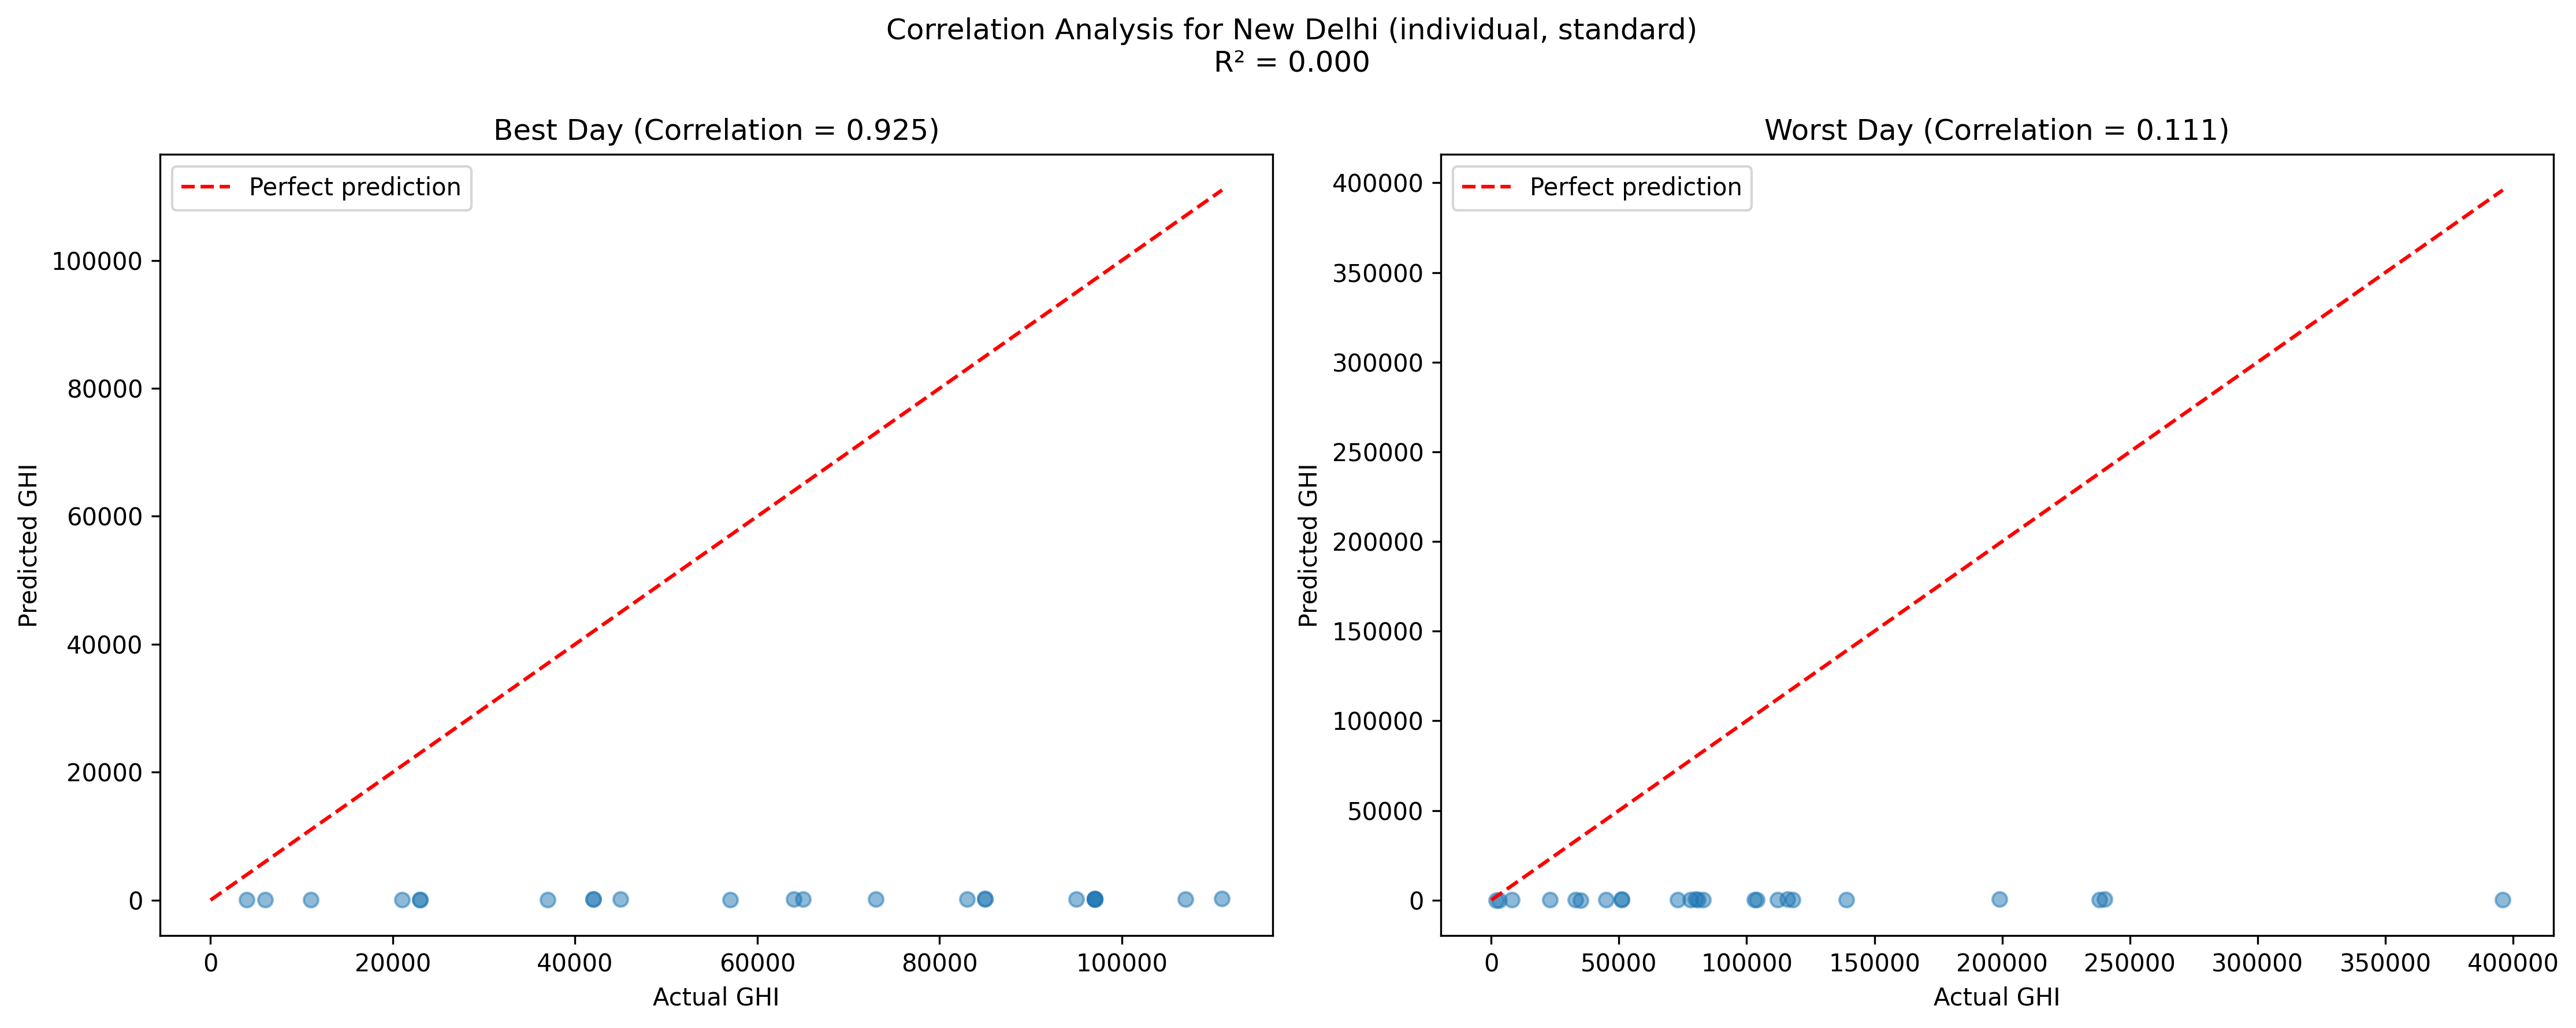 Correlation Analysis for New Delhi (individual, standard)
R² = 0.000
Best Day (Correlation = 0.925)
Perfect prediction
Predicted GHI
100000
80000
60000
40000
20000
0
0 20000 40000 60000 80000 100000
Actual GHI
Worst Day (Correlation = 0.111)
Perfect prediction
Predicted GHI
400000
350000
300000
250000
200000
150000
100000
50000
0
0 50000 100000 150000 200000 250000 300000 350000 400000
Actual GHI